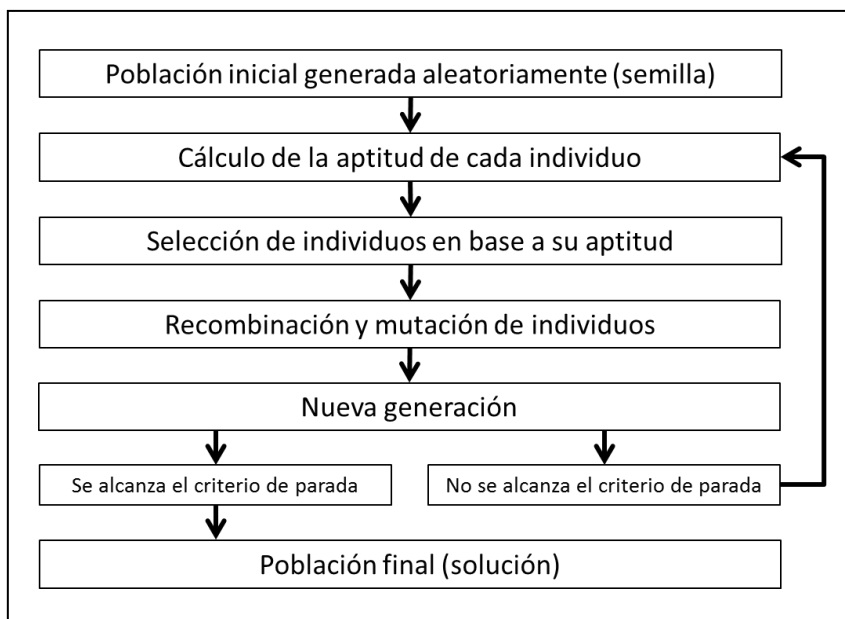 Población inicial generada aleatoriamente (semilla)
Cálculo de la aptitud de cada individuo
Selección de individuos en base a su aptitud
Recombinación y mutación de individuos
Nueva generación
Se alcanza el criterio de parada
No se alcanza el criterio de parada
Población final (solución)